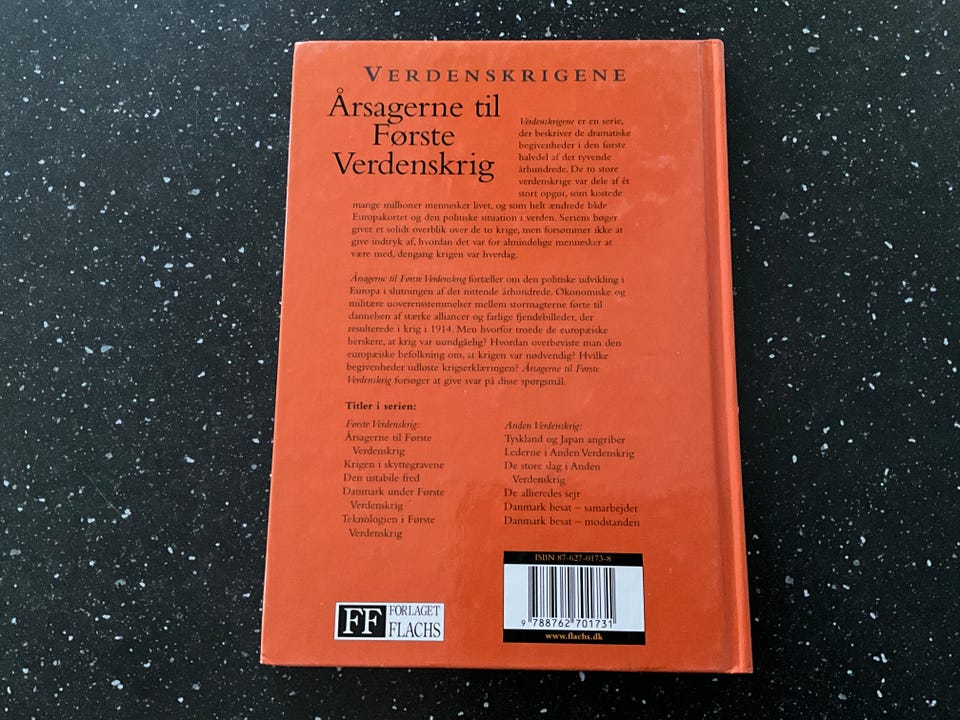 VERDENSKRIGENE
Årsagerne til
Første
Verdenskrig
Verdenskrigene er en serie,
der beskriver de dramatiske
begivenheder i den første
halvdel af det tyvende
århundrede. De to store
verdenskrige var dele af ét
stort opgør, som kostede
mange millioner mennesker livet, og som helt ændrede både
Europakortet og den politiske situation i verden. Seriens bøger
giver et solidt overblik over de to krige, men forsømmer ikke at
give indtryk af, hvordan det var for almindelige mennesker at
være med, dengang krigen var hverdag.
Årsagerne til Første Verdenskrig fortæller om den politiske udvikling i
Europa i slutningen af det nittende århundrede. Økonomiske og
militære uoverensstemmelser mellem stormagterne førte til
dannelsen af stærke alliancer og farlige fjendebilleder, der
resulterede i krig i 1914. Men hvorfor troede de europæiske
herskere, at krig var uundgåelig? Hvordan overbeviste man den
europæiske befolkning om, at krigen var nødvendig? Hvilke
begivenheder udløste krigserklæringen? Årsagerne til Første
Verdenskrig forsøger at give svar på disse spørgsmål.
Titler i serien:
Første Verdenskrig:
Årsagerne til Første
Verdenskrig
Krigen i skyttegravene
Den ustabile fred
Danmark under Første
Verdenskrig
Teknologien i Første
Verdenskrig
Anden Verdenskrig:
Tyskland og Japan angriber
Lederne i Anden Verdenskrig
De store slag i Anden
Verdenskrig
De allieredes sejr
Danmark besat – samarbejdet
Danmark besat – modstanden
ISBN 87-627-0173-8
9 788762 701731
www.flachs.dk
FF FORLAGET
FLACHS